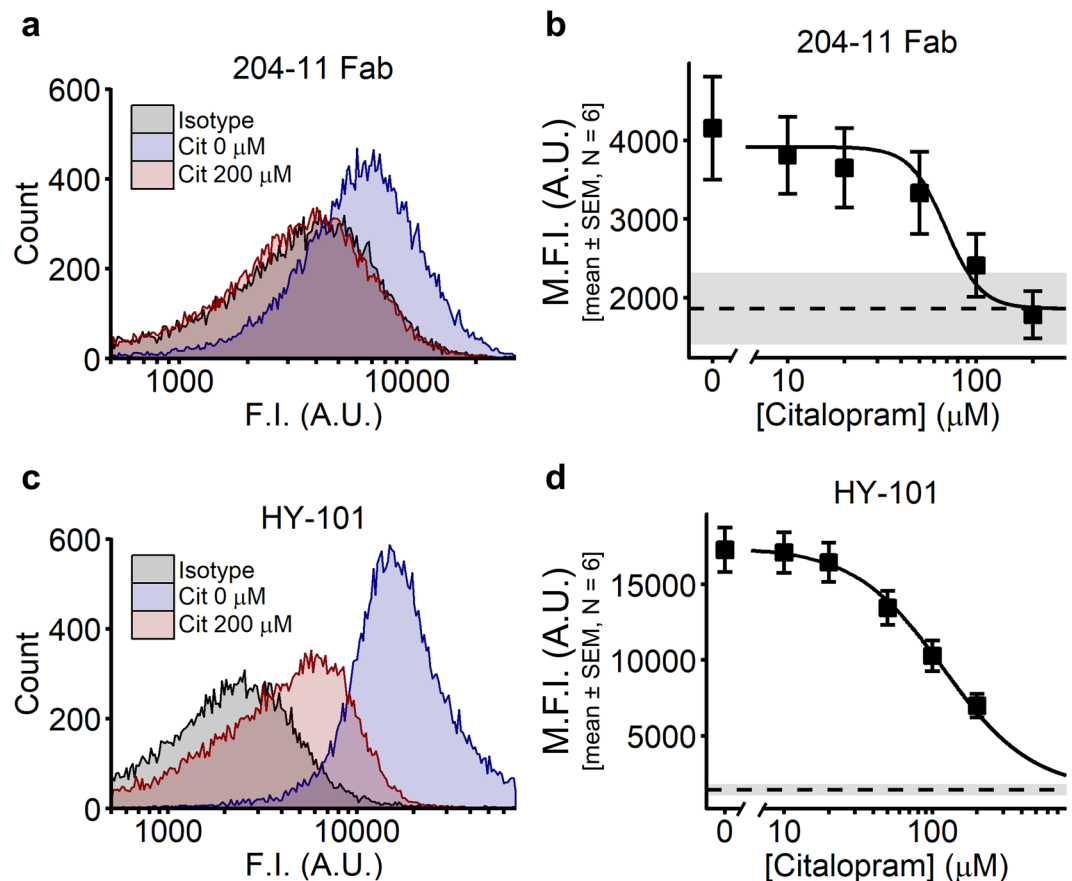 a
204-11 Fab
600
400
200
0
Count
Isotype
Cit 0 μM
Cit 200 μM
1000
10000
F.I. (A.U.)
b
204-11 Fab
4000
3000
2000
M.F.I. (A.U.)
[mean ± SEM, N = 6]
0
10
100
[Citalopram] (μM)
c
HY-101
600
400
200
0
Count
Isotype
Cit 0 μM
Cit 200 μM
1000
10000
F.I. (A.U.)
d
HY-101
15000
10000
5000
M.F.I. (A.U.)
[mean ± SEM, N = 6]
0
10
100
[Citalopram] (μM)